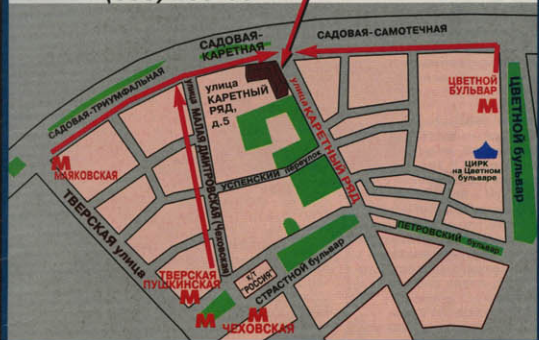 САДОВАЯ-
КАРЕТНАЯ
САДОВАЯ-САМОТЕЧНАЯ
САДОВАЯ-ТРИУМФАЛЬНАЯ
улица
КАРЕТНЫЙ
РЯД,
д.5
улица МАЛАЯ ДМИТРОВСКАЯ (Чеховская)
улица КАРЕТНЫЙ РЯД
ЦВЕТНОЙ
БУЛЬВАР
М
ЦВЕТНОЙ бульвар
ЦИРК
на Цветном
бульваре
М
МАЯКОВСКАЯ
УСПЕНСКИЙ переулок
ТВЕРСКАЯ улица
ПЕТРОВСКИЙ бульвар
СТРАСТНОЙ бульвар
к/т
"РОССИЯ"
ТВЕРСКАЯ
ПУШКИНСКАЯ
М
М
М
ЧЕХОВСКАЯ